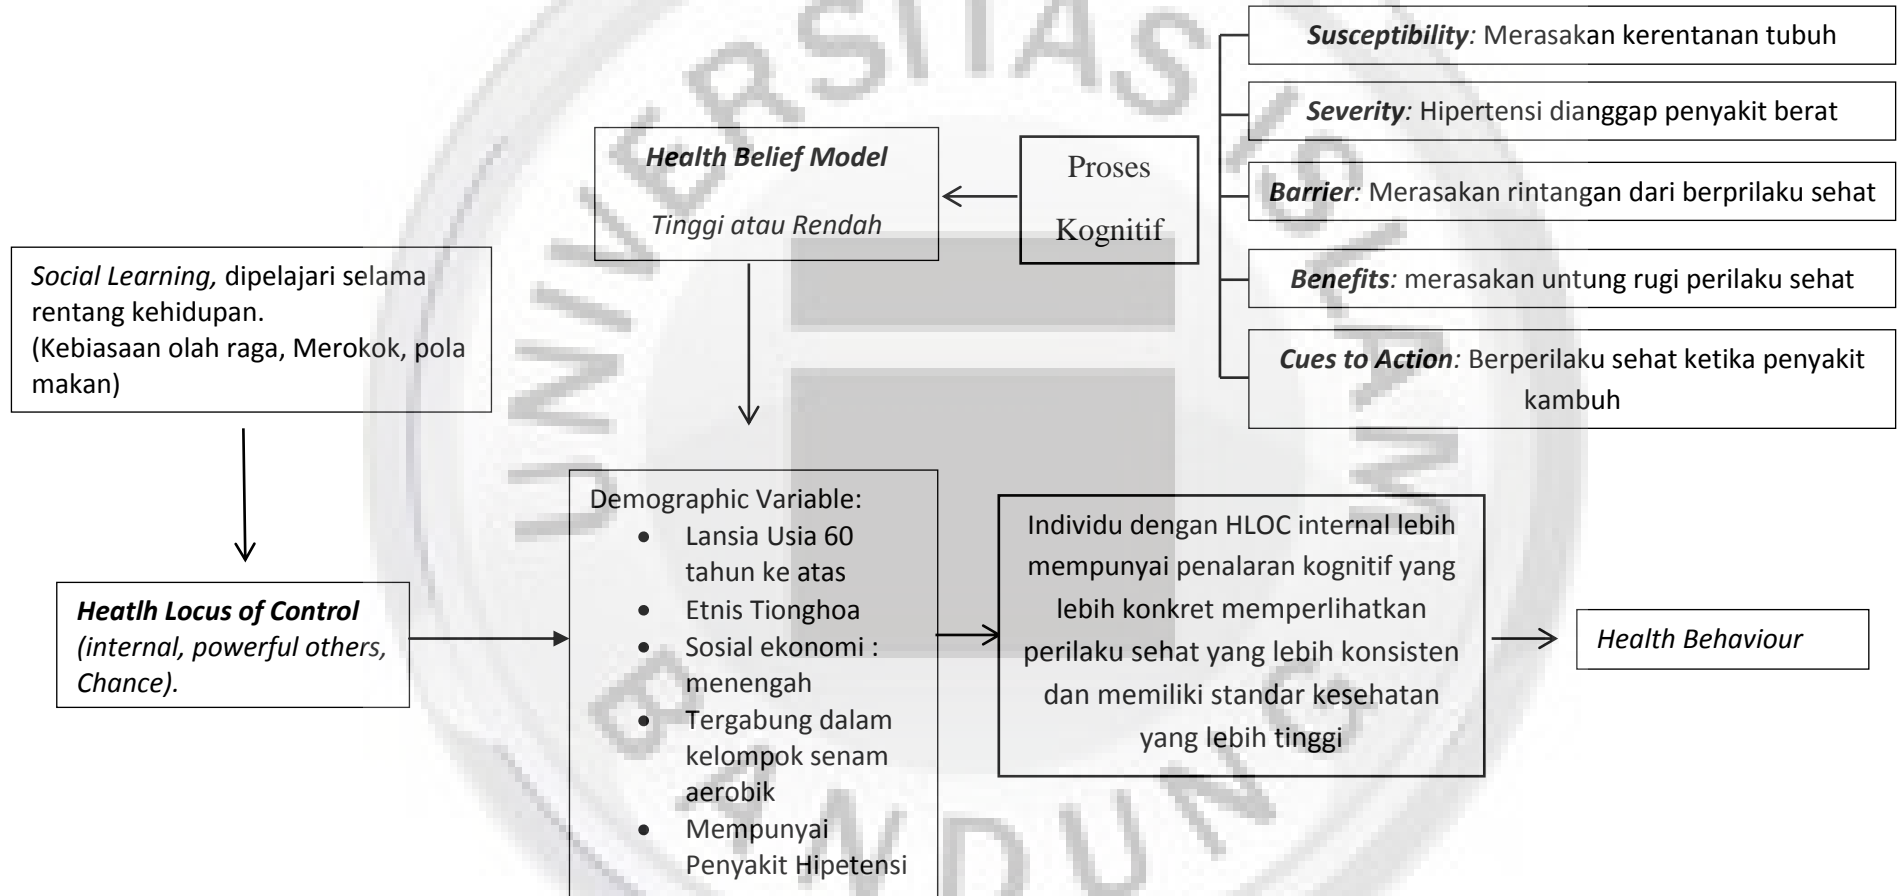 Susceptibility: Merasakan kerentanan tubuh
Severity: Hipertensi dianggap penyakit berat
Barrier: Merasakan rintangan dari berprilaku sehat
Benefits: merasakan untung rugi perilaku sehat
Cues to Action: Berperilaku sehat ketika penyakit
kambuh
Proses
Kognitif
Health Belief Model
Tinggi atau Rendah
Social Learning, dipelajari selama
rentang kehidupan.
(Kebiasaan olah raga, Merokok, pola
makan)
Heatlh Locus of Control
(internal, powerful others,
Chance).
Demographic Variable:
• Lansia Usia 60
tahun ke atas
• Etnis Tionghoa
• Sosial ekonomi :
menengah
• Tergabung dalam
kelompok senam
aerobik
• Mempunyai
Penyakit Hipetensi
Individu dengan HLOC internal lebih
mempunyai penalaran kognitif yang
lebih konkret memperlihatkan
perilaku sehat yang lebih konsisten
dan memiliki standar kesehatan
yang lebih tinggi
Health Behaviour
UNIVERSITAS ISLAM
BANDUNG